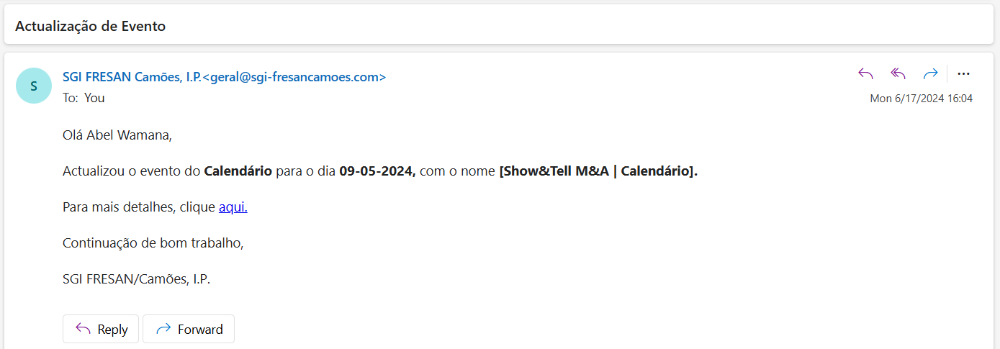 Actualização de Evento
S
SGI FRESAN Camões, I.P.<geral@sgi-fresancamoes.com>
To: You
Mon 6/17/2024 16:04
Olá Abel Wamana,
Actualizou o evento do Calendário para o dia 09-05-2024, com o nome [Show&Tell M&A | Calendário].
Para mais detalhes, clique aqui.
Continuação de bom trabalho,
SGI FRESAN/Camões, I.P.
Reply
Forward